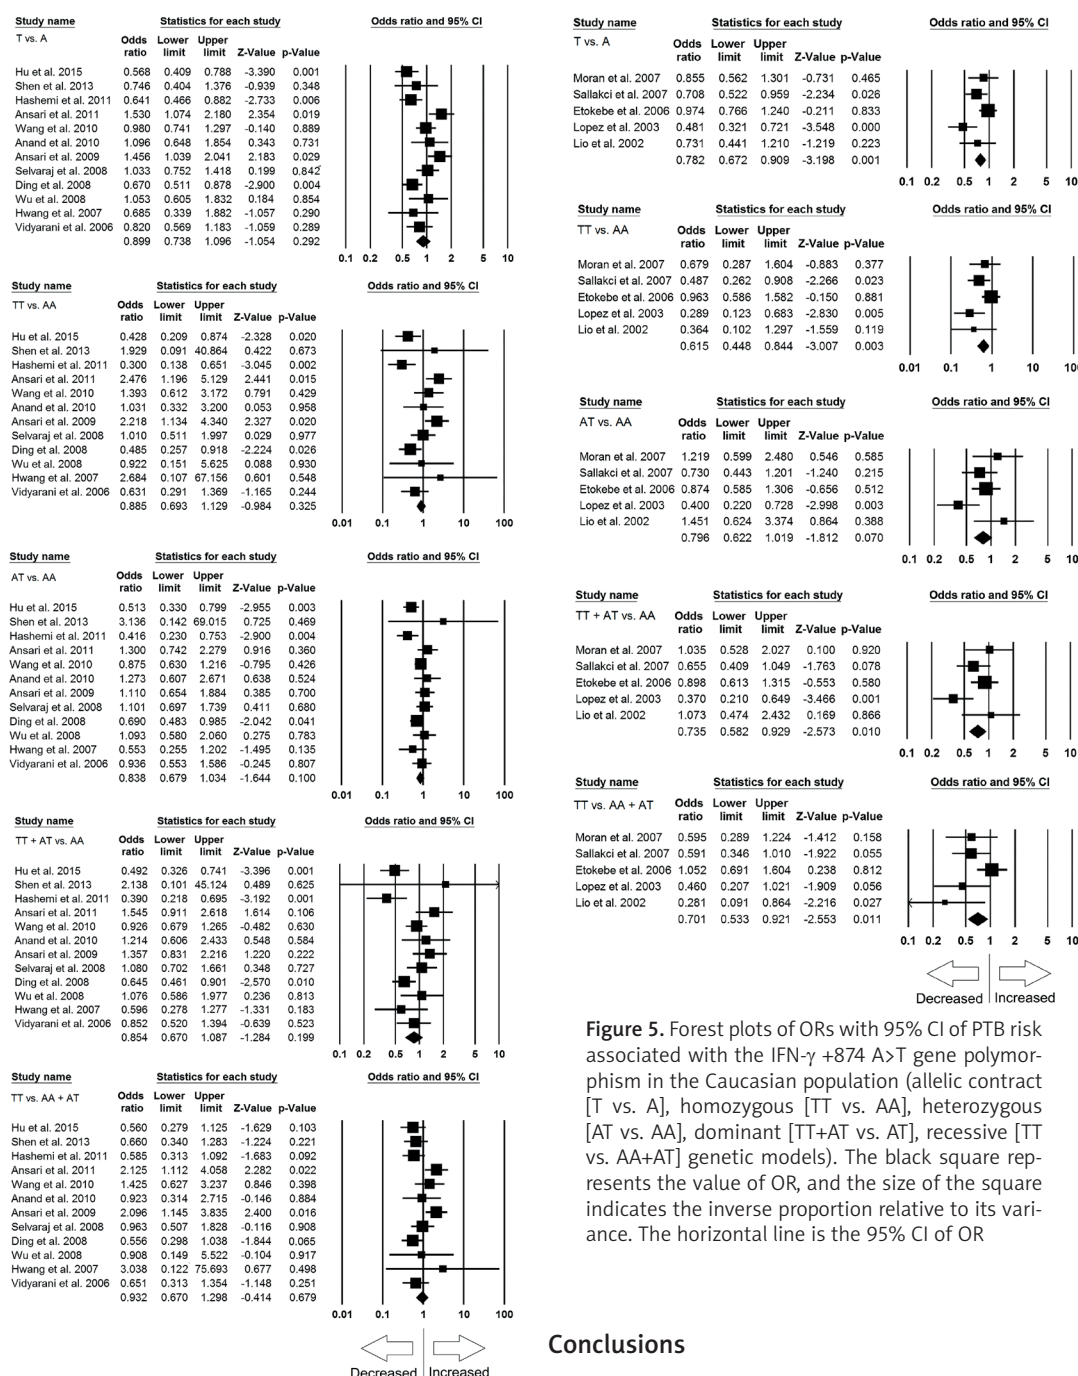 Study name Statistics for each study Odds ratio and 95% CI
T vs. A
Odds Lower Upper
ratio limit limit Z-Value p-Value
Hu et al. 2015 0.568 0.409 0.788 -3.390 0.001
Shen et al. 2013 0.746 0.404 1.376 -0.939 0.348
Hashemi et al. 2011 0.641 0.466 0.882 -2.733 0.006
Ansari et al. 2011 1.530 1.074 2.180 2.354 0.019
Wang et al. 2010 0.980 0.741 1.297 -0.140 0.889
Anand et al. 2010 1.096 0.648 1.854 0.343 0.731
Ansari et al. 2009 1.456 1.039 2.041 2.183 0.029
Selvaraj et al. 2008 1.033 0.752 1.418 0.199 0.842
Ding et al. 2008 0.670 0.511 0.878 -2.900 0.004
Wu et al. 2008 1.053 0.605 1.832 0.184 0.854
Hwang et al. 2007 0.685 0.339 1.882 -1.057 0.290
Vidyarani et al. 2006 0.820 0.569 1.183 -1.059 0.289
0.899 0.738 1.096 -1.054 0.292
0.1 0.2 0.5 1 2 5 10
Study name Statistics for each study Odds ratio and 95% CI
TT vs. AA
Odds Lower Upper
ratio limit limit Z-Value p-Value
Hu et al. 2015 0.428 0.209 0.874 -2.328 0.020
Shen et al. 2013 1.929 0.091 40.864 0.422 0.673
Hashemi et al. 2011 0.300 0.138 0.651 -3.045 0.002
Ansari et al. 2011 2.476 1.196 5.129 2.441 0.015
Wang et al. 2010 1.393 0.612 3.172 0.791 0.429
Anand et al. 2010 1.031 0.332 3.200 0.053 0.958
Ansari et al. 2009 2.218 1.134 4.340 2.327 0.020
Selvaraj et al. 2008 1.010 0.511 1.997 0.029 0.977
Ding et al. 2008 0.485 0.257 0.918 -2.224 0.026
Wu et al. 2008 0.922 0.151 5.625 0.088 0.930
Hwang et al. 2007 2.684 0.107 67.156 0.601 0.548
Vidyarani et al. 2006 0.631 0.291 1.369 -1.165 0.244
0.885 0.693 1.129 -0.984 0.325
0.01 0.1 1 10 100
Study name Statistics for each study Odds ratio and 95% CI
AT vs. AA
Odds Lower Upper
ratio limit limit Z-Value p-Value
Hu et al. 2015 0.513 0.330 0.799 -2.955 0.003
Shen et al. 2013 3.136 0.142 69.015 0.725 0.469
Hashemi et al. 2011 0.416 0.230 0.753 -2.900 0.004
Ansari et al. 2011 1.300 0.742 2.279 0.916 0.360
Wang et al. 2010 0.875 0.630 1.216 -0.795 0.426
Anand et al. 2010 1.273 0.607 2.671 0.638 0.524
Ansari et al. 2009 1.110 0.654 1.884 0.385 0.700
Selvaraj et al. 2008 1.101 0.697 1.739 0.411 0.680
Ding et al. 2008 0.690 0.483 0.985 -2.042 0.041
Wu et al. 2008 1.093 0.580 2.060 0.275 0.783
Hwang et al. 2007 0.553 0.255 1.202 -1.495 0.135
Vidyarani et al. 2006 0.936 0.553 1.586 -0.245 0.807
0.838 0.679 1.034 -1.644 0.100
0.01 0.1 1 10 100
Study name Statistics for each study Odds ratio and 95% CI
TT + AT vs. AA
Odds Lower Upper
ratio limit limit Z-Value p-Value
Hu et al. 2015 0.492 0.326 0.741 -3.396 0.001
Shen et al. 2013 2.138 0.101 45.124 0.489 0.625
Hashemi et al. 2011 0.390 0.218 0.695 -3.192 0.001
Ansari et al. 2011 1.545 0.911 2.618 1.614 0.106
Wang et al. 2010 0.926 0.679 1.265 -0.482 0.630
Anand et al. 2010 1.214 0.606 2.433 0.548 0.584
Ansari et al. 2009 1.357 0.831 2.216 1.220 0.222
Selvaraj et al. 2008 1.080 0.702 1.661 0.348 0.727
Ding et al. 2008 0.645 0.461 0.901 -2.570 0.010
Wu et al. 2008 1.076 0.586 1.977 0.236 0.813
Hwang et al. 2007 0.596 0.278 1.277 -1.331 0.183
Vidyarani et al. 2006 0.852 0.520 1.394 -0.639 0.523
0.854 0.670 1.087 -1.284 0.199
0.1 0.2 0.5 1 2 5 10
Study name Statistics for each study Odds ratio and 95% CI
TT vs. AA + AT
Odds Lower Upper
ratio limit limit Z-Value p-Value
Hu et al. 2015 0.560 0.279 1.125 -1.629 0.103
Shen et al. 2013 0.660 0.340 1.283 -1.224 0.221
Hashemi et al. 2011 0.585 0.313 1.092 -1.683 0.092
Ansari et al. 2011 2.125 1.112 4.058 2.282 0.022
Wang et al. 2010 1.425 0.627 3.237 0.846 0.398
Anand et al. 2010 0.923 0.314 2.715 -0.146 0.884
Ansari et al. 2009 2.096 1.145 3.835 2.400 0.016
Selvaraj et al. 2008 0.963 0.507 1.828 -0.116 0.908
Ding et al. 2008 0.556 0.298 1.038 -1.844 0.065
Wu et al. 2008 0.908 0.149 5.522 -0.104 0.917
Hwang et al. 2007 3.038 0.122 75.693 0.677 0.498
Vidyarani et al. 2006 0.651 0.313 1.354 -1.148 0.251
0.932 0.670 1.298 -0.414 0.679
0.01 0.1 1 10 100
Decreased Increased
Study name Statistics for each study Odds ratio and 95% CI
T vs. A
Odds Lower Upper
ratio limit limit Z-Value p-Value
Moran et al. 2007 0.855 0.562 1.301 -0.731 0.465
Sallakci et al. 2007 0.708 0.522 0.959 -2.234 0.026
Etokebe et al. 2006 0.974 0.766 1.240 -0.211 0.833
Lopez et al. 2003 0.481 0.321 0.721 -3.548 0.000
Lio et al. 2002 0.731 0.441 1.210 -1.219 0.223
0.782 0.672 0.909 -3.198 0.001
0.1 0.2 0.5 1 2 5 10
Study name Statistics for each study Odds ratio and 95% CI
TT vs. AA
Odds Lower Upper
ratio limit limit Z-Value p-Value
Moran et al. 2007 0.679 0.287 1.604 -0.883 0.377
Sallakci et al. 2007 0.487 0.262 0.908 -2.266 0.023
Etokebe et al. 2006 0.963 0.586 1.582 -0.150 0.881
Lopez et al. 2003 0.289 0.123 0.683 -2.830 0.005
Lio et al. 2002 0.364 0.102 1.297 -1.559 0.119
0.615 0.448 0.844 -3.007 0.003
0.01 0.1 1 10 100
Study name Statistics for each study Odds ratio and 95% CI
AT vs. AA
Odds Lower Upper
ratio limit limit Z-Value p-Value
Moran et al. 2007 1.219 0.599 2.480 0.546 0.585
Sallakci et al. 2007 0.730 0.443 1.201 -1.240 0.215
Etokebe et al. 2006 0.874 0.585 1.306 -0.656 0.512
Lopez et al. 2003 0.400 0.220 0.728 -2.998 0.003
Lio et al. 2002 1.451 0.624 3.374 0.864 0.388
0.796 0.622 1.019 -1.812 0.070
0.1 0.2 0.5 1 2 5 10
Study name Statistics for each study Odds ratio and 95% CI
TT + AT vs. AA
Odds Lower Upper
ratio limit limit Z-Value p-Value
Moran et al. 2007 1.035 0.528 2.027 0.100 0.920
Sallakci et al. 2007 0.655 0.409 1.049 -1.763 0.078
Etokebe et al. 2006 0.898 0.613 1.315 -0.553 0.580
Lopez et al. 2003 0.370 0.210 0.649 -3.466 0.001
Lio et al. 2002 1.073 0.474 2.432 0.169 0.866
0.735 0.582 0.929 -2.573 0.010
0.1 0.2 0.5 1 2 5 10
Study name Statistics for each study Odds ratio and 95% CI
TT vs. AA + AT
Odds Lower Upper
ratio limit limit Z-Value p-Value
Moran et al. 2007 0.595 0.289 1.224 -1.412 0.158
Sallakci et al. 2007 0.591 0.346 1.010 -1.922 0.055
Etokebe et al. 2006 1.052 0.691 1.604 0.238 0.812
Lopez et al. 2003 0.460 0.207 1.021 -1.909 0.056
Lio et al. 2002 0.281 0.091 0.864 -2.216 0.027
0.701 0.533 0.921 -2.553 0.011
0.1 0.2 0.5 1 2 5 10
Decreased Increased
Figure 5. Forest plots of ORs with 95% CI of PTB risk
associated with the IFN-γ +874 A>T gene polymor-
phism in the Caucasian population (allelic contract
[T vs. A], homozygous [TT vs. AA], heterozygous
[AT vs. AA], dominant [TT+AT vs. AT], recessive [TT
vs. AA+AT] genetic models). The black square rep-
resents the value of OR, and the size of the square
indicates the inverse proportion relative to its vari-
ance. The horizontal line is the 95% CI of OR
Conclusions